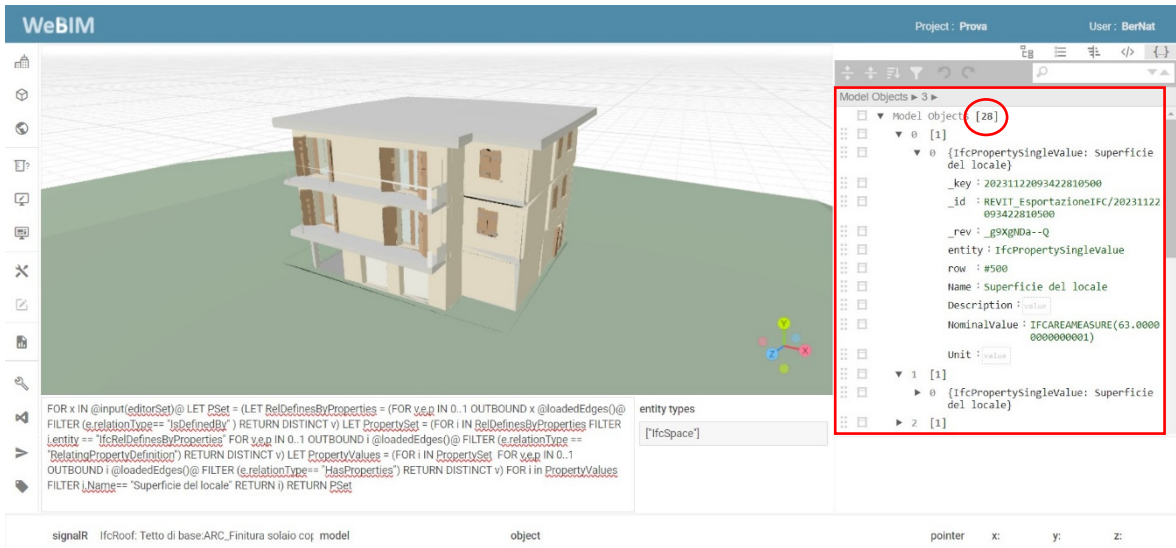 WeBIM
Project : Prova
User : BerNat
Model Objects ▸ 3 ▸
Model Objects [28]
0 [1]
0 {IfcPropertySingleValue: Superficie
del locale}
_key : 20231122093422810500
_id : REVIT_EsportazioneIFC/20231122
093422810500
_rev : _g9XgNDa--Q
entity : IfcPropertySingleValue
row : #500
Name : Superficie del locale
Description : value
NominalValue : IFCAREAMEASURE(63.0000
0000000001)
Unit : value
1 [1]
0 {IfcPropertySingleValue: Superficie
del locale}
2 [1]
Y
Z
X
FOR x IN @input(editorSet)@ LET PSet = (LET RelDefinesByProperties = (FOR v,e,p IN 0..1 OUTBOUND x @loadedEdges()@
FILTER (e.relationType== "IsDefinedBy" ) RETURN DISTINCT v) LET PropertySet = (FOR i IN RelDefinesByProperties FILTER
i.entity == "IfcRelDefinesByProperties" FOR v,e,p IN 0..1 OUTBOUND i @loadedEdges()@ FILTER (e.relationType ==
"RelatingPropertyDefinition") RETURN DISTINCT v) LET PropertyValues = (FOR i IN PropertySet FOR v,e,p IN 0..1
OUTBOUND i @loadedEdges()@ FILTER (e.relationType== "HasProperties") RETURN DISTINCT v) FOR i in PropertyValues
FILTER i.Name== "Superficie del locale" RETURN i) RETURN PSet
entity types
["IfcSpace"]
signalR IfcRoof: Tetto di base:ARC_Finitura solaio cop model object pointer x: y: z: